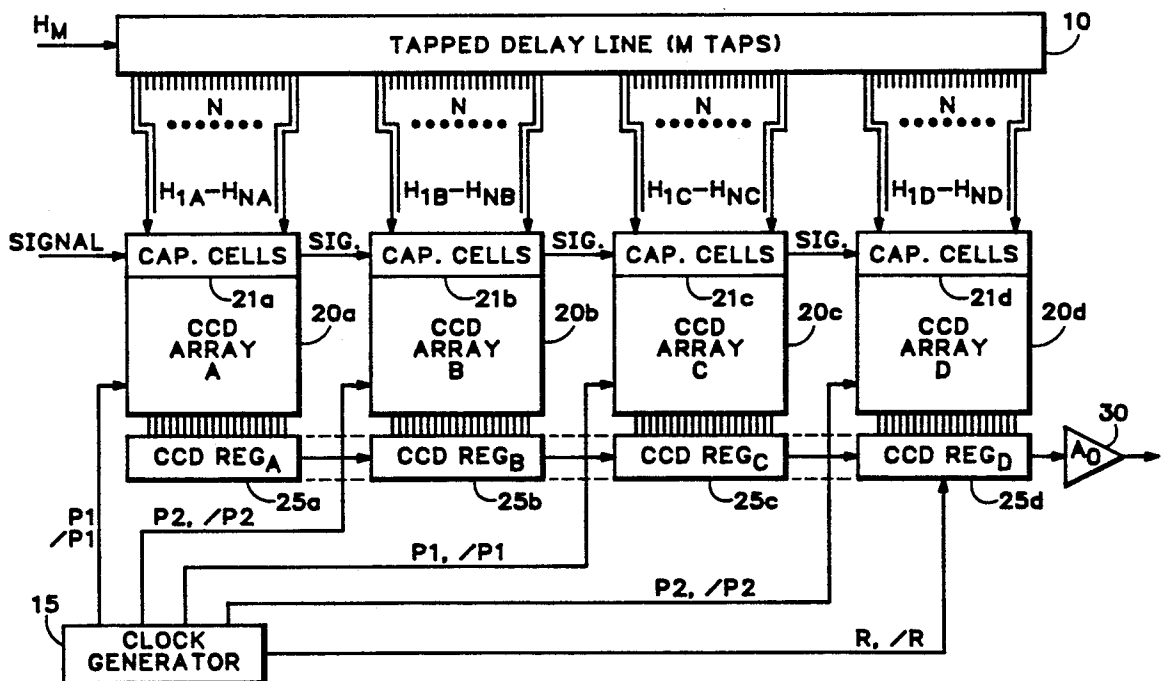 H_M
TAPPED DELAY LINE (M TAPS)
10
N
N
N
N
H_1A-H_NA
H_1B-H_NB
H_1C-H_NC
H_1D-H_ND
SIGNAL
CAP. CELLS
SIG.
CAP. CELLS
SIG.
CAP. CELLS
SIG.
CAP. CELLS
21a
21b
21c
21d
20a
20b
20c
20d
CCD
ARRAY
A
CCD
ARRAY
B
CCD
ARRAY
C
CCD
ARRAY
D
30
CCD REG_A
CCD REG_B
CCD REG_C
CCD REG_D
A_O
25a
25b
25c
25d
P1
/P1
P2, /P2
P1, /P1
P2, /P2
15
CLOCK
GENERATOR
R, /R